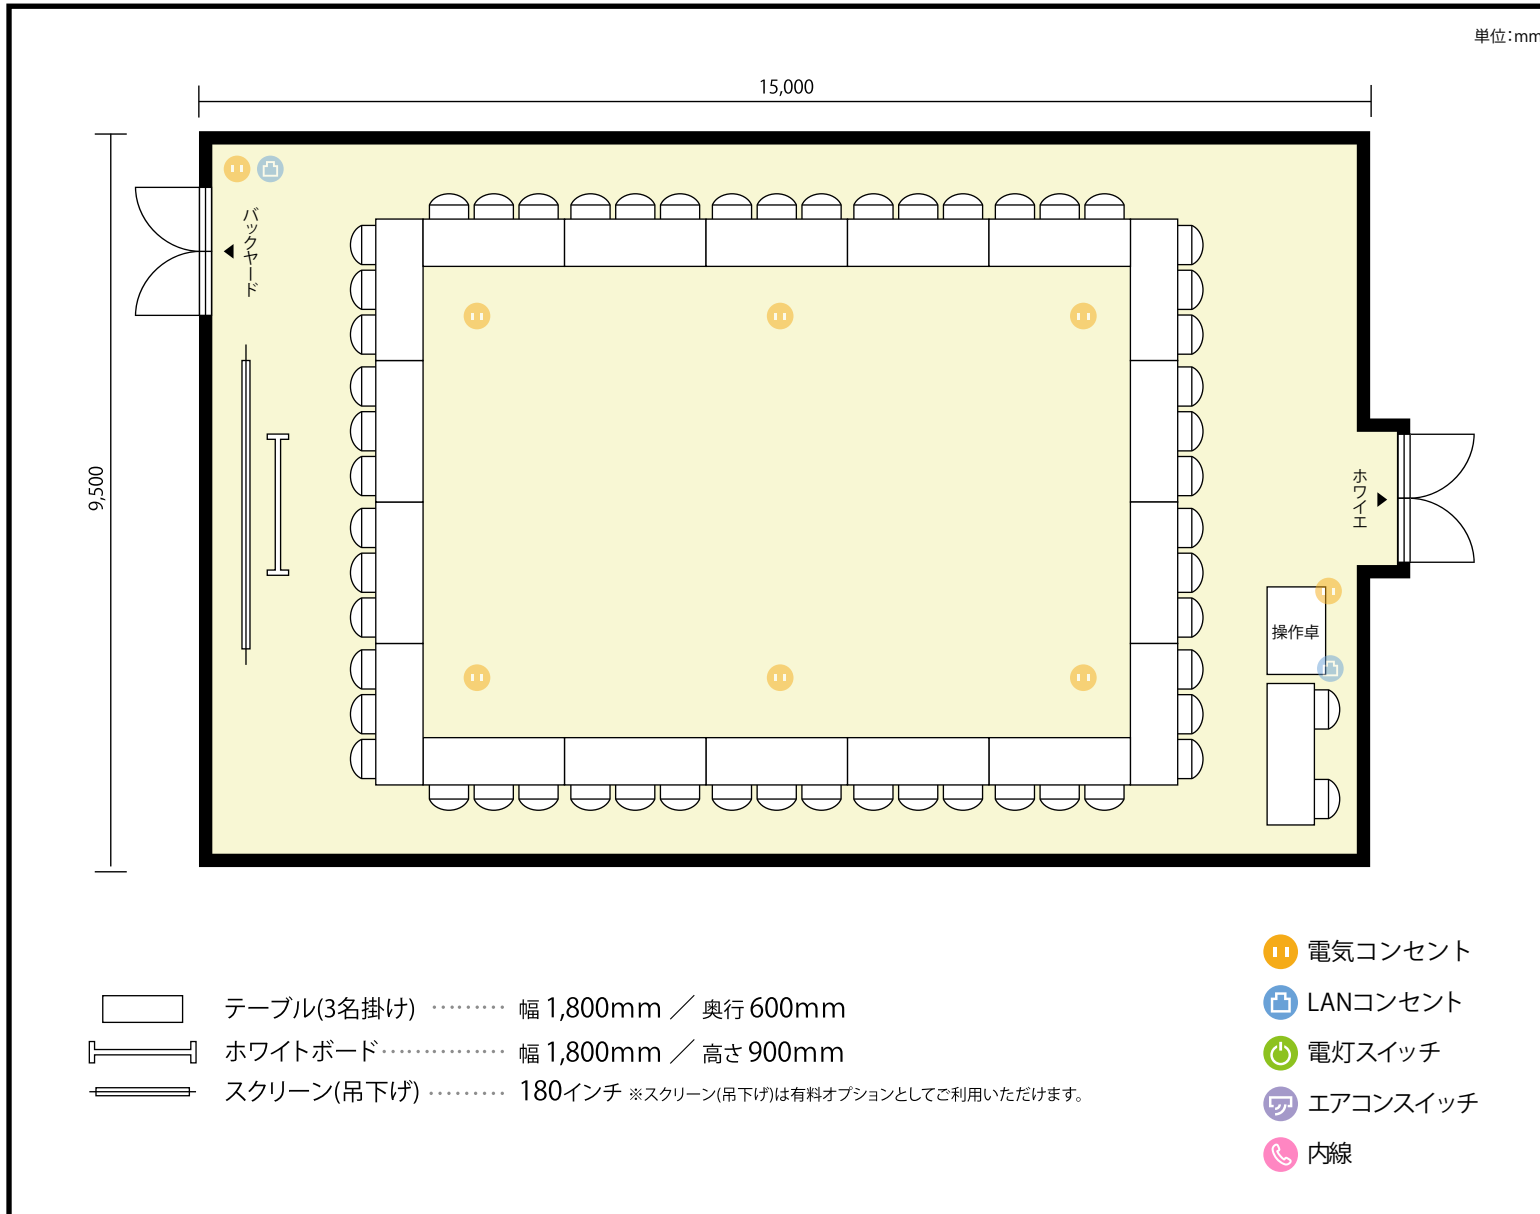 単位：mm
15,000
9,500
バックヤード
ホワイエ
操作卓
テーブル(3名掛け) ········· 幅 1,800mm ／ 奥行 600mm
ホワイトボード ··············· 幅 1,800mm ／ 高さ 900mm
スクリーン(吊下げ) ········· 180インチ ※スクリーン(吊下げ)は有料オプションとしてご利用いただけます。
電気コンセント
LANコンセント
電灯スイッチ
エアコンスイッチ
内線